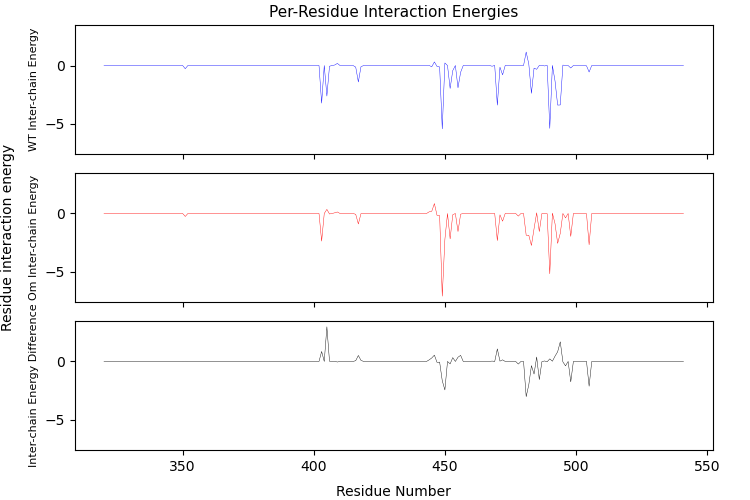 Per-Residue Interaction Energies
Residue interaction energy
WT Inter-chain Energy
0
−5
Om Inter-chain Energy
0
−5
Inter-chain Energy Difference
0
−5
350
400
450
500
550
Residue Number